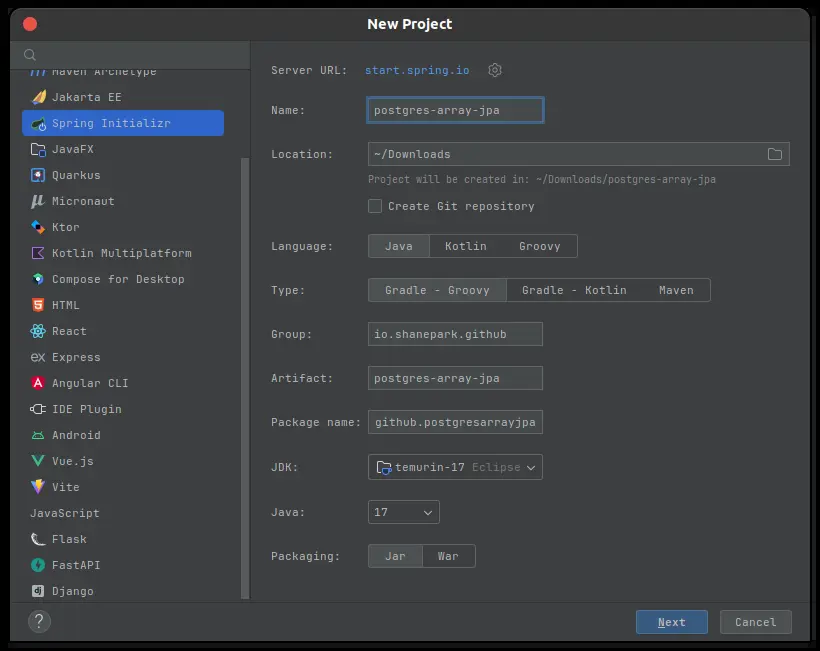 New Project
Maven Archetype
Jakarta EE
Spring Initializr
JavaFX
Quarkus
Micronaut
Ktor
Kotlin Multiplatform
Compose for Desktop
HTML
React
ex Express
Angular CLI
IDE Plugin
Android
Vue.js
Vite
JavaScript
Flask
FastAPI
dj Django
Server URL: start.spring.io
Name: postgres-array-jpa
Location: ~/Downloads
Project will be created in: ~/Downloads/postgres-array-jpa
Create Git repository
Language: Java Kotlin Groovy
Type: Gradle - Groovy Gradle - Kotlin Maven
Group: io.shanepark.github
Artifact: postgres-array-jpa
Package name: github.postgresarrayjpa
JDK: temurin-17 Eclipse
Java: 17
Packaging: Jar War
? Next Cancel